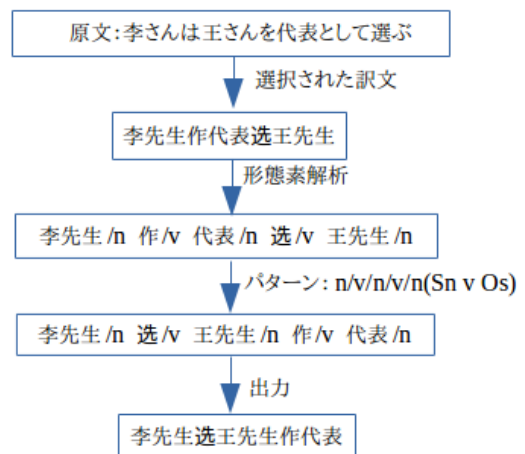 原文:李さんは王さんを代表として選ぶ
選択された訳文
李先生作代表选王先生
形態素解析
李先生/n 作/v 代表/n 选/v 王先生/n
パターン: n/v/n/v/n(Sn v Os)
李先生/n 选/v 王先生/n 作/v 代表/n
出力
李先生选王先生作代表